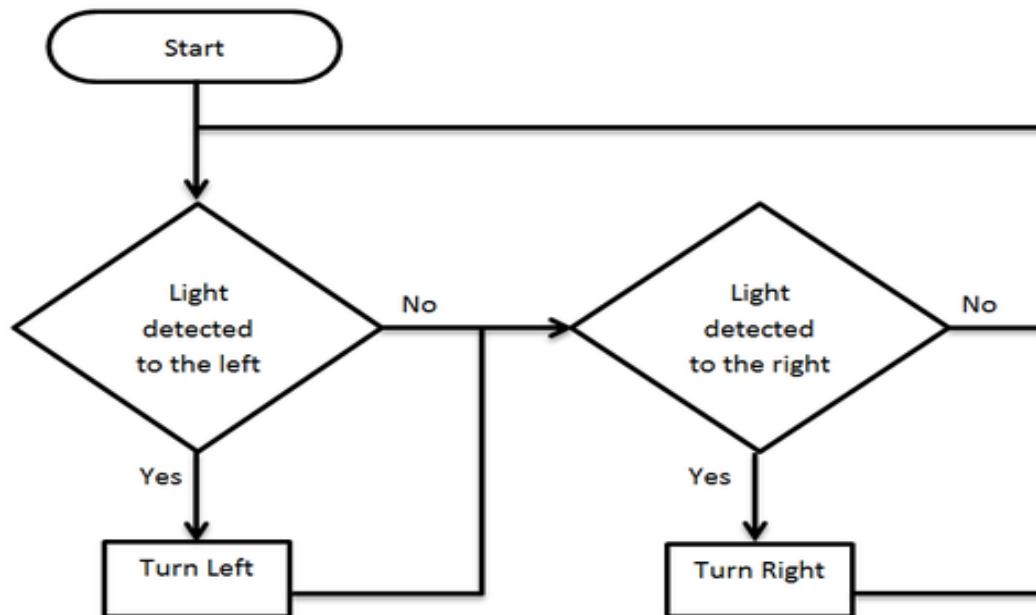 Start
Light
detected
to the left
No
Light
detected
to the right
No
Yes
Yes
Turn Left
Turn Right